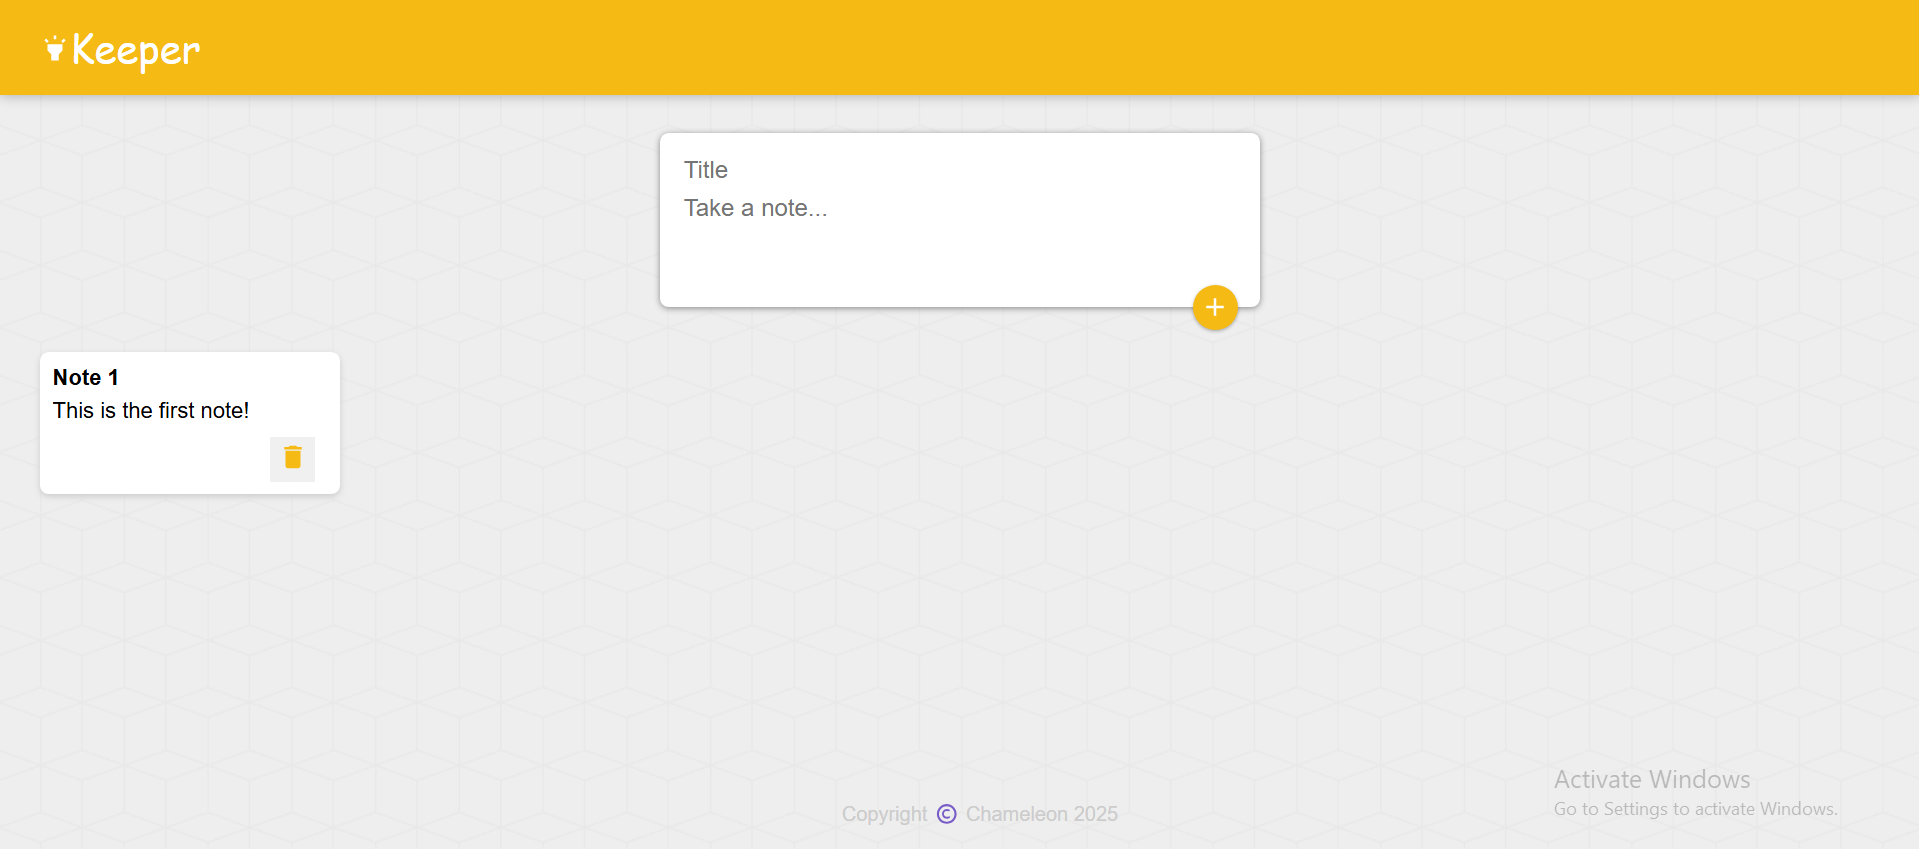 Keeper
Title
Take a note...
Note 1
This is the first note!
Activate Windows
Go to Settings to activate Windows.
Copyright © Chameleon 2025